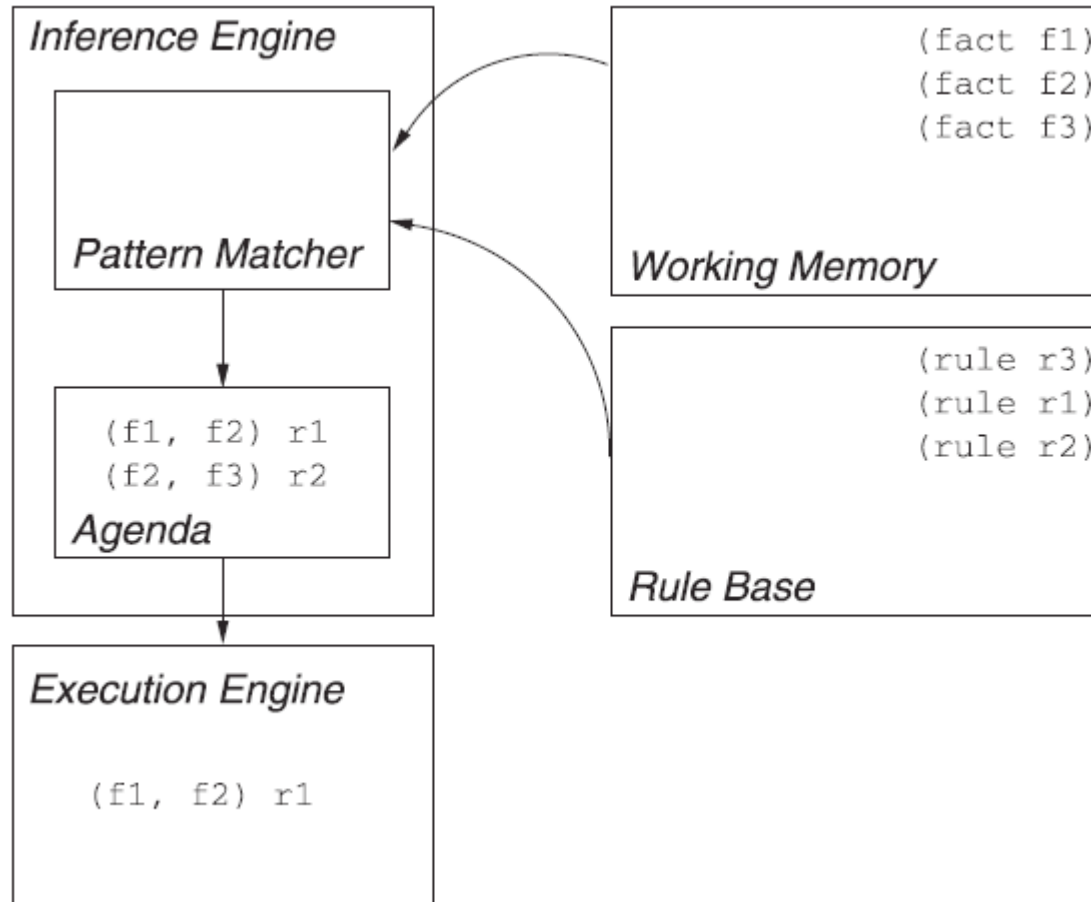 Inference Engine
Pattern Matcher
(f1, f2) r1
(f2, f3) r2
Agenda
Execution Engine
(f1, f2) r1
(fact f1)
(fact f2)
(fact f3)
Working Memory
(rule r3)
(rule r1)
(rule r2)
Rule Base